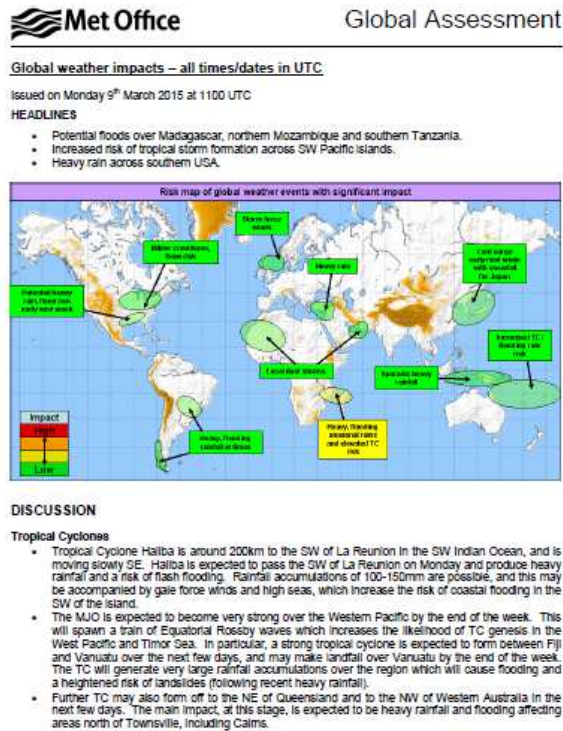 Met Office
Global Assessment
Global weather impacts – all times/dates in UTC
Issued on Monday 9th March 2015 at 1100 UTC
HEADLINES
• Potential floods over Madagascar, northern Mozambique and southern Tanzania.
• Increased risk of tropical storm formation across SW Pacific Islands.
• Heavy rain across southern USA.
Risk map of global weather events with significant impact
Storm force
winds
Heavy rain
Potential heavy
rain, flood risk
early next week
Increased TC /
flooding rain
risk
Sporadic heavy
rainfall
Heavy, flooding
seasonal rains
and elevated TC
risk
Heavy, flooding
rainfall at times
Impact
High
Low
DISCUSSION
Tropical Cyclones
• Tropical Cyclone Haliba is around 200km to the SW of La Reunion in the SW Indian Ocean, and is
moving slowly SE. Haliba is expected to pass the SW of La Reunion on Monday and produce heavy
rainfall and a risk of flash flooding. Rainfall accumulations of 100-150mm are possible, and this may
be accompanied by gale force winds and high seas, which increase the risk of coastal flooding in the
SW of the island.
• The MJO is expected to become very strong over the Western Pacific by the end of the week. This
will spawn a train of Equatorial Rossby waves which increases the likelihood of TC genesis in the
West Pacific and Timor Sea. In particular, a strong tropical cyclone is expected to form between Fiji
and Vanuatu over the next few days, and may make landfall over Vanuatu by the end of the week.
The TC will generate very large rainfall accumulations over the region which will cause flooding and
a heightened risk of landslides (following recent heavy rainfall).
• Further TC may also form off to the NE of Queensland and to the NW of Western Australia in the
next few days. The main impact, at this stage, is expected to be heavy rainfall and flooding affecting
areas north of Townsville, including Cairns.